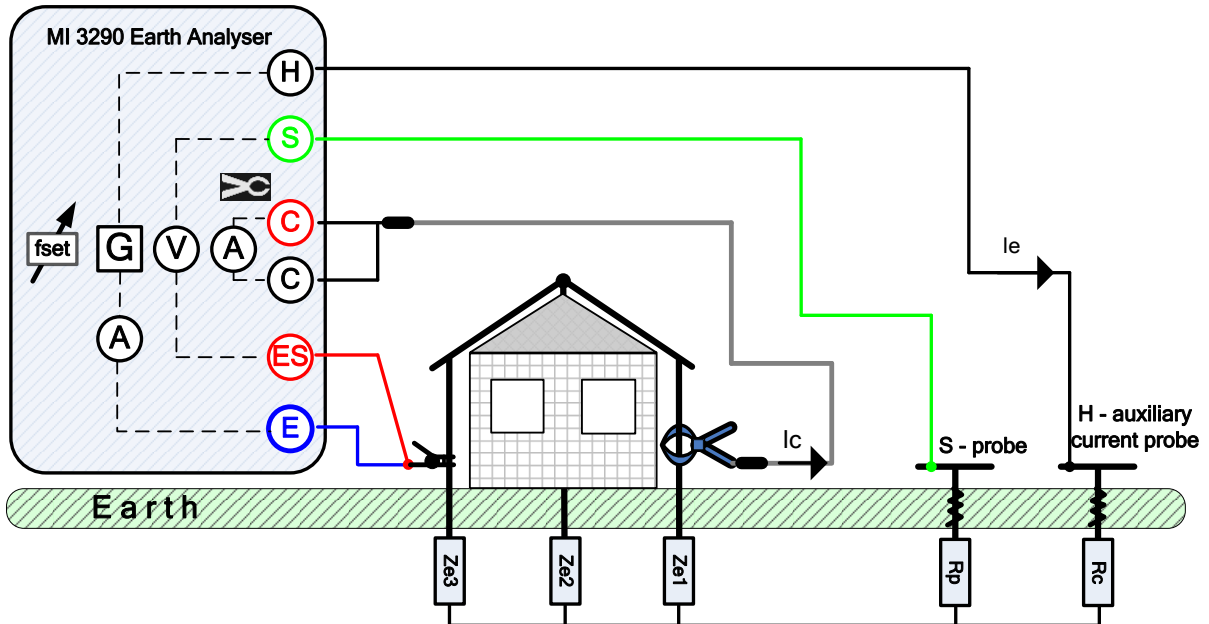 MI 3290 Earth Analyser
H
S
C
fset
G
V
A
C
A
ES
E
Ie
Ic
S - probe
H - auxiliary
current probe
Earth
Ze3
Ze2
Ze1
Rp
Rc